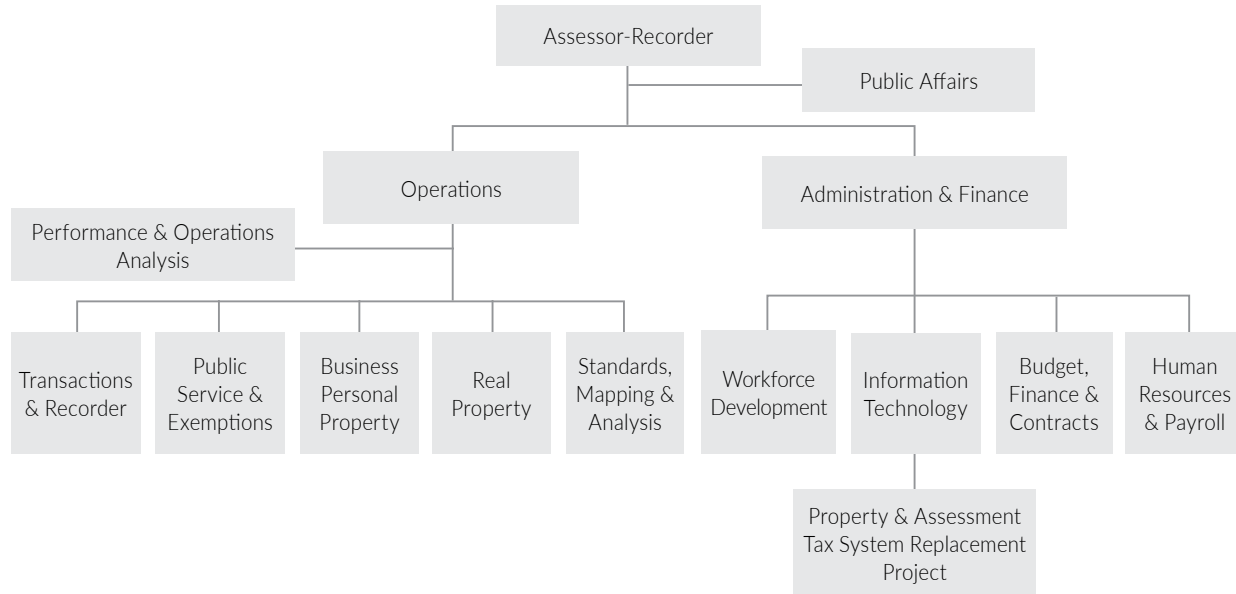 Assessor-Recorder
Public Affairs
Operations
Administration & Finance
Performance & Operations
Analysis
Transactions
& Recorder
Public
Service &
Exemptions
Business
Personal
Property
Real
Property
Standards,
Mapping &
Analysis
Workforce
Development
Information
Technology
Budget,
Finance &
Contracts
Human
Resources
& Payroll
Property & Assessment
Tax System Replacement
Project